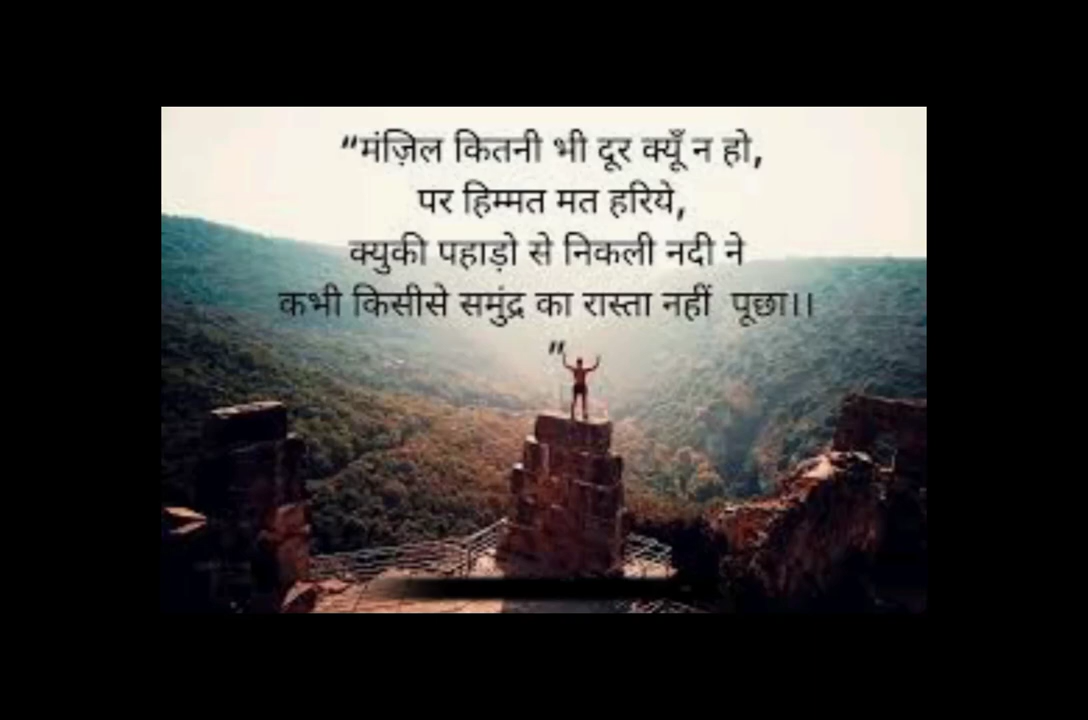 “मंज़िल कितनी भी दूर क्यूँ न हो,
पर हिम्मत मत हरिये,
क्युकी पहाड़ो से निकली नदी ने
कभी किसीसे समुंद्र का रास्ता नहीं पूछा।।
”